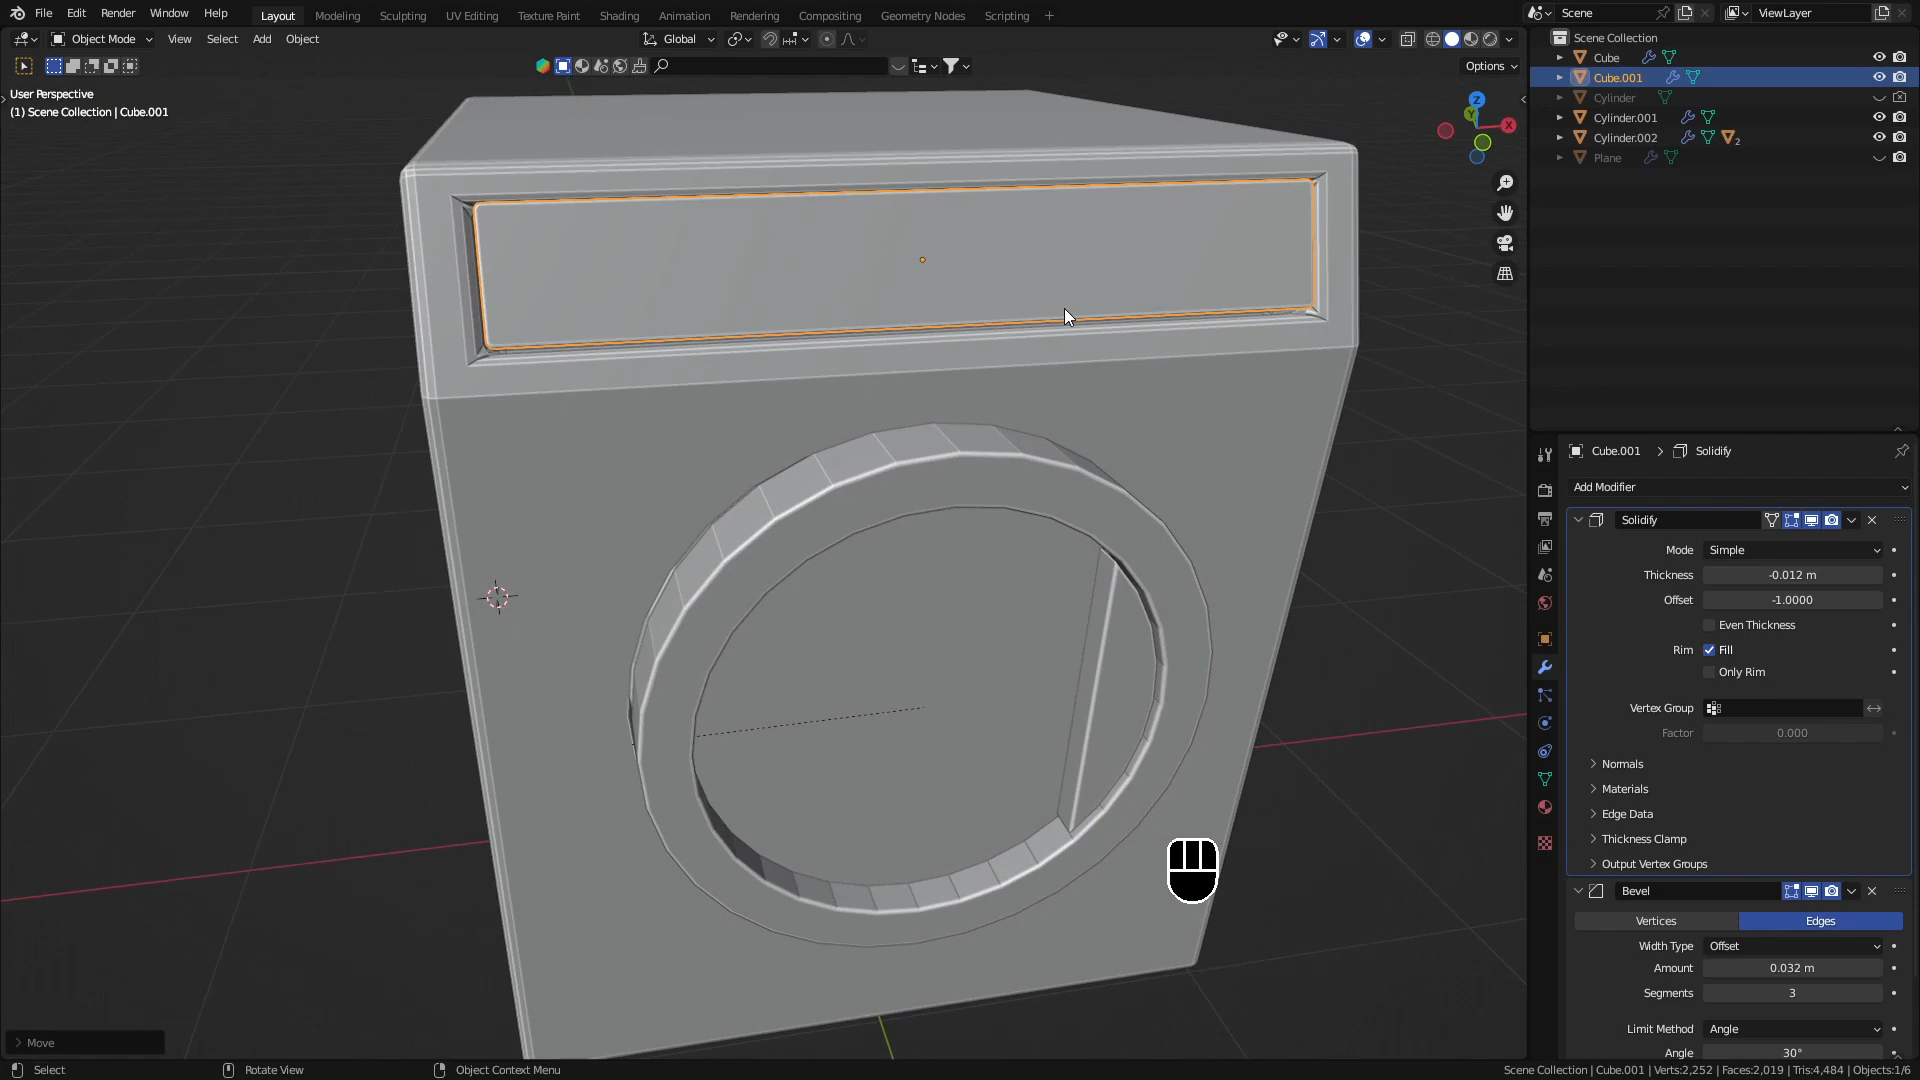 File Edit Render Window Help Layout Modeling Sculpting UV Editing Texture Paint Shading Animation Rendering Compositing Geometry Nodes Scripting + Scene ViewLayer
Object Mode View Select Add Object Global
Options
User Perspective
(1) Scene Collection | Cube.001
Z
Y
X
Scene Collection
Cube
Cube.001
Cylinder
Cylinder.001
Cylinder.002 2
Plane
Cube.001 > Solidify
Add Modifier
Solidify
Mode Simple
Thickness -0.012 m
Offset -1.0000
Even Thickness
Rim Fill
Only Rim
Vertex Group
Factor 0.000
Normals
Materials
Edge Data
Thickness Clamp
Output Vertex Groups
Bevel
Vertices Edges
Width Type Offset
Amount 0.032 m
Segments 3
Limit Method Angle
Angle 30°
Move
Select Rotate View Object Context Menu Scene Collection | Cube.001 | Verts:2,252 | Faces:2,019 | Tris:4,484 | Objects:1/6